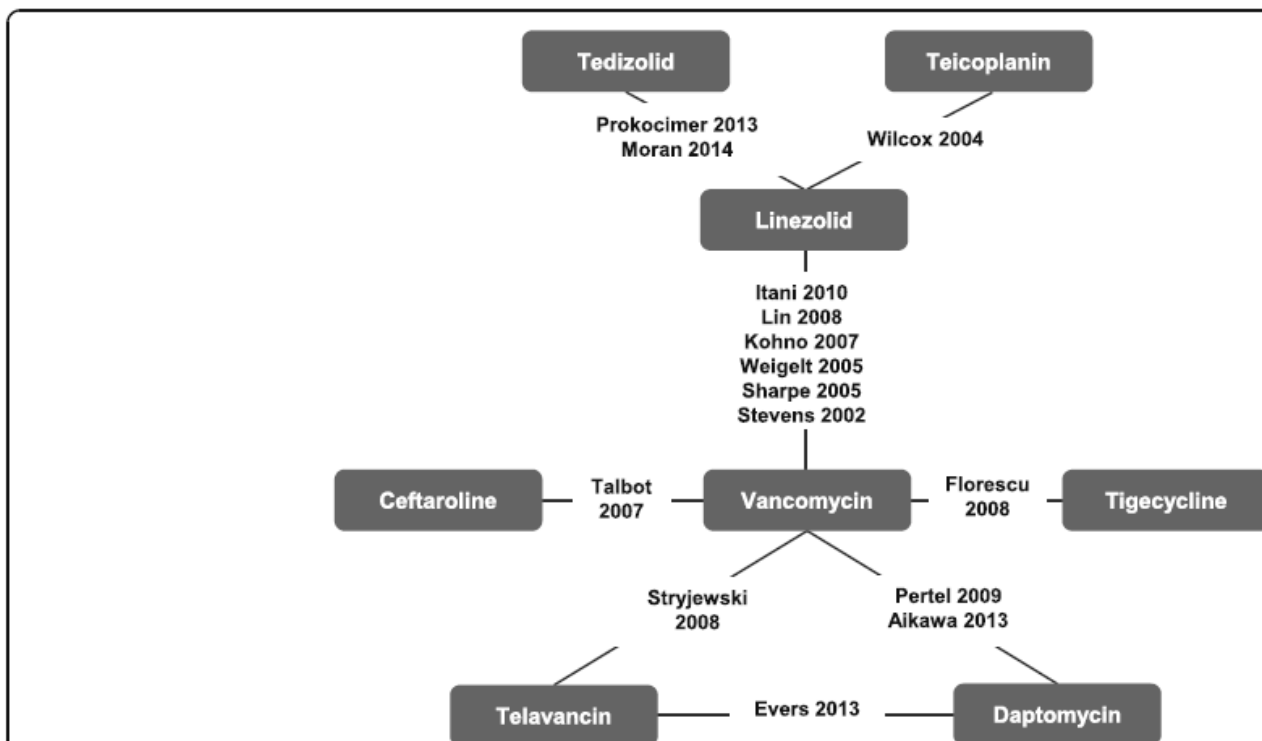 Tedizolid
Teicoplanin
Prokocimer 2013
Moran 2014
Wilcox 2004
Linezolid
Itani 2010
Lin 2008
Kohno 2007
Weigelt 2005
Sharpe 2005
Stevens 2002
Ceftaroline
Talbot
2007
Vancomycin
Florescu
2008
Tigecycline
Stryjewski
2008
Pertel 2009
Aikawa 2013
Telavancin
Evers 2013
Daptomycin